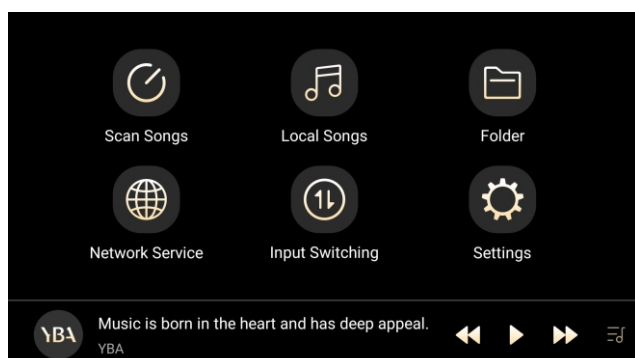 Scan Songs
Local Songs
Folder
Network Service
Input Switching
Settings
YBA
Music is born in the heart and has deep appeal.
YBA